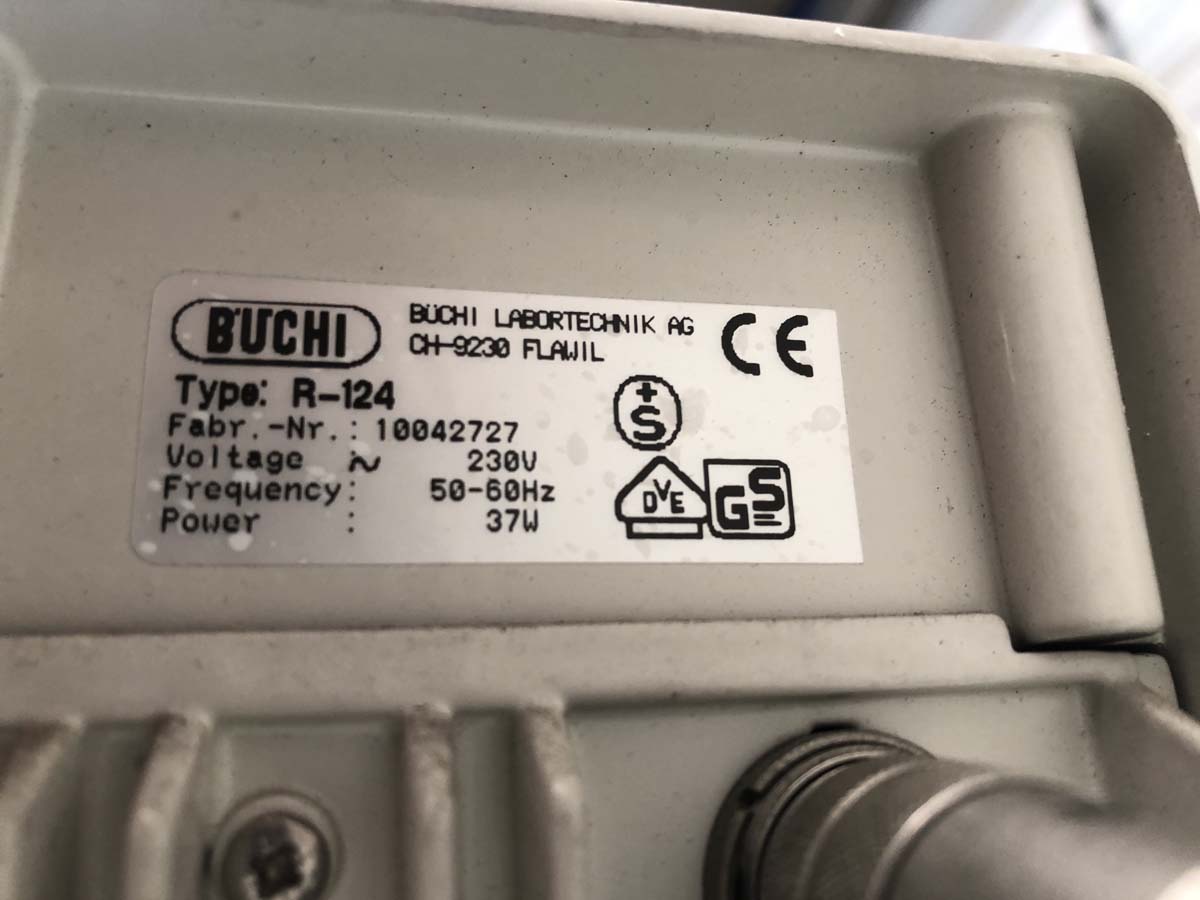 BÜCHI
BÜCHI LABORTECHNIK AG
CH-9230 FLAWIL
CE
Type: R-124
Fabr.-Nr.: 10042727
Voltage ~ 230V
Frequency: 50-60Hz
Power : 37W
+
S
DVE
GS